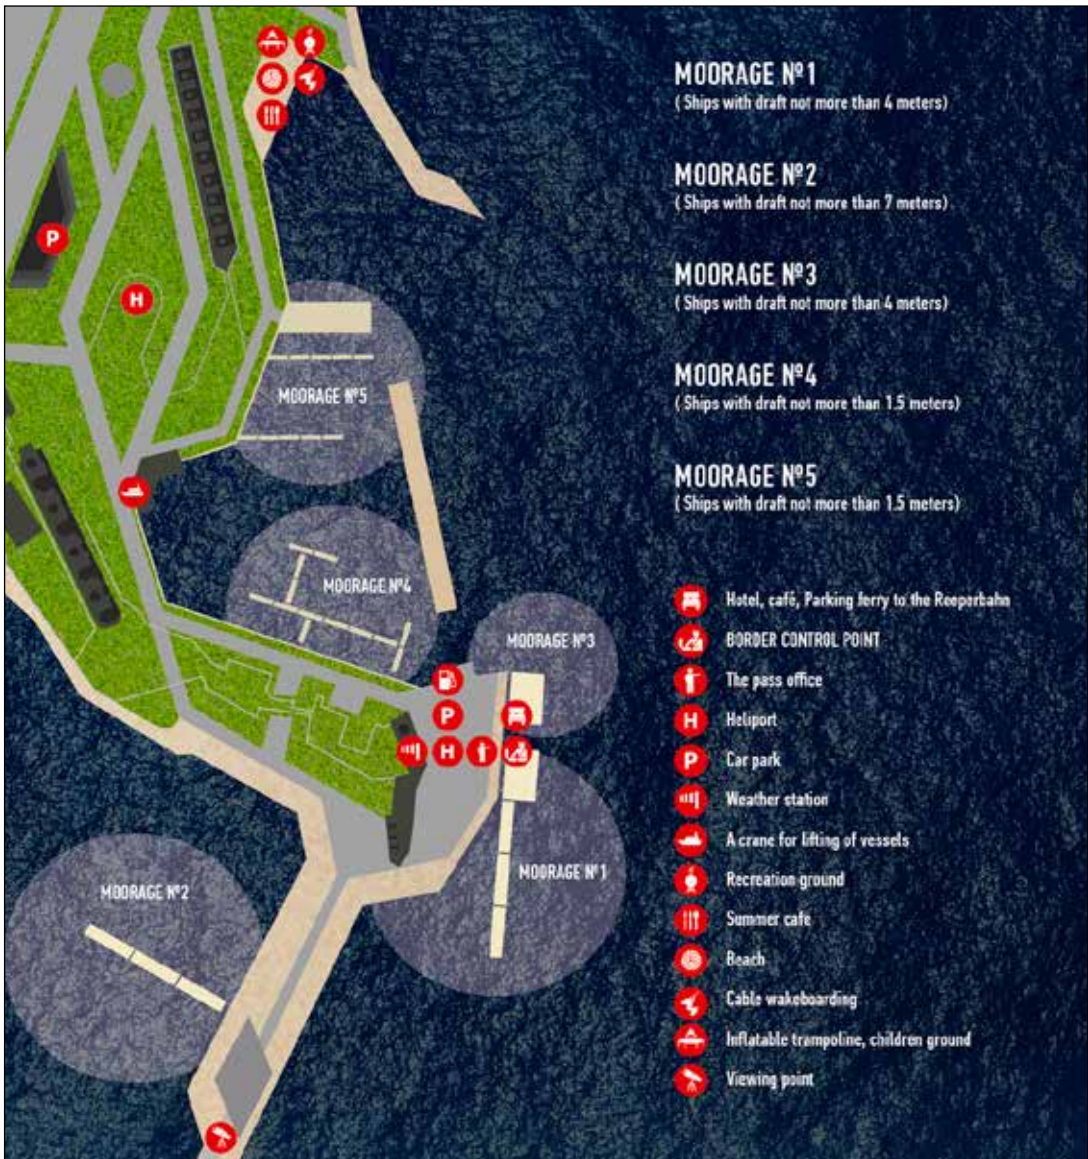 MOORAGE Nº1
( Ships with draft not more than 4 meters)
MOORAGE Nº2
( Ships with draft not more than 7 meters)
MOORAGE Nº3
( Ships with draft not more than 4 meters)
MOORAGE Nº4
( Ships with draft not more than 1.5 meters)
MOORAGE Nº5
( Ships with draft not more than 1.5 meters)
P
H
MOORAGE Nº5
MOORAGE Nº4
MOORAGE Nº3
P
H
MOORAGE Nº1
MOORAGE Nº2
Hotel, café, Parking ferry to the Reeperbahn
BORDER CONTROL POINT
The pass office
H Heliport
P Car park
Weather station
A crane for lifting of vessels
Recreation ground
Summer cafe
Beach
Cable wakeboarding
Inflatable trampoline, children ground
Viewing point